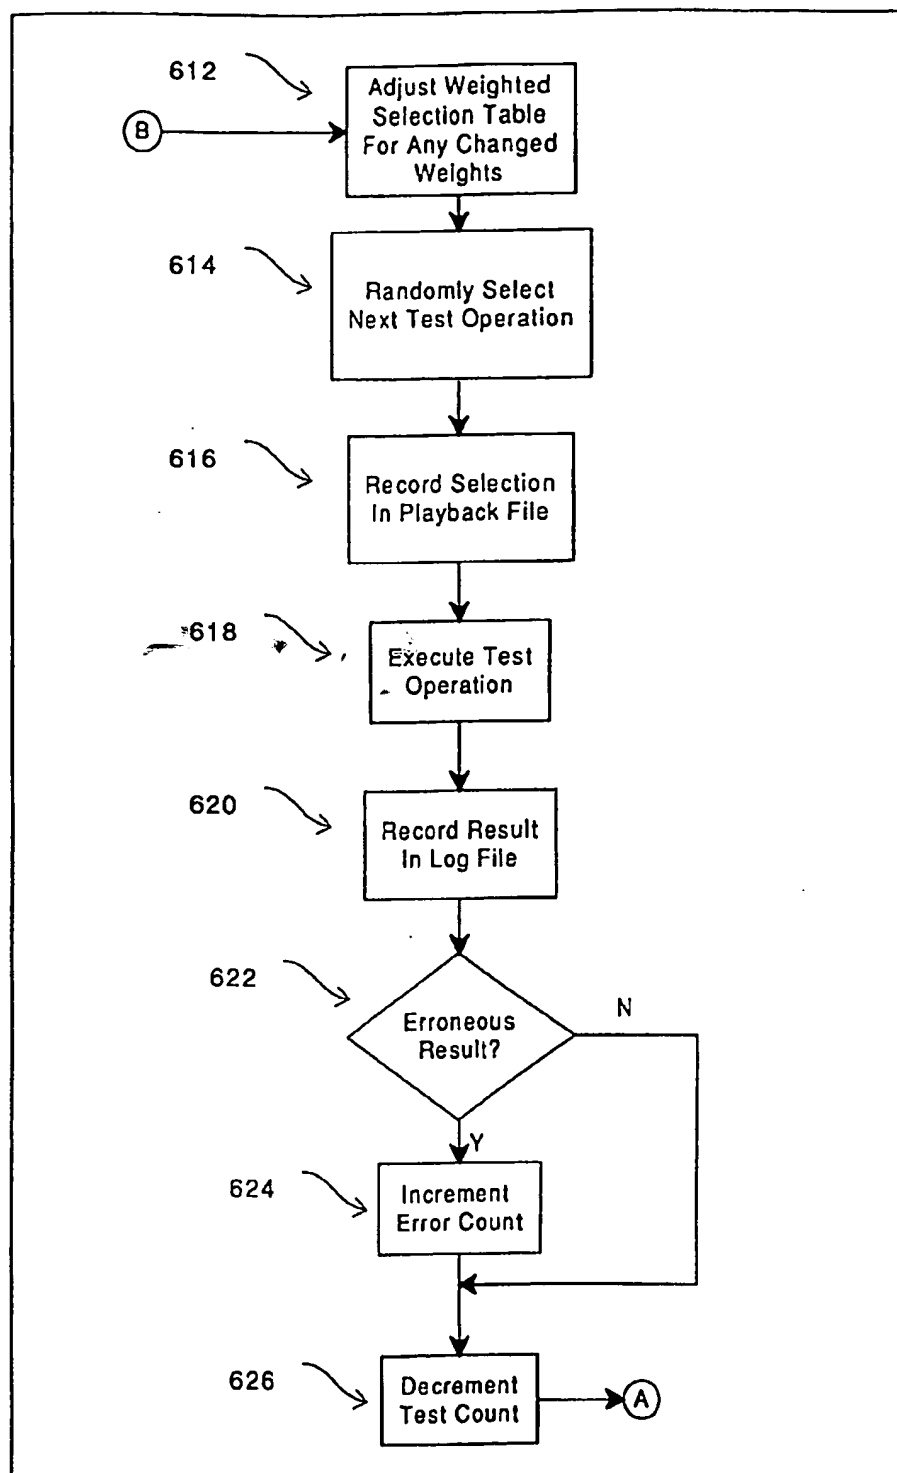 612
Adjust Weighted
Selection Table
For Any Changed
Weights
B
614
Randomly Select
Next Test Operation
616
Record Selection
In Playback File
618
Execute Test
Operation
620
Record Result
In Log File
622
Erroneous
Result?
N
Y
624
Increment
Error Count
626
Decrement
Test Count
A